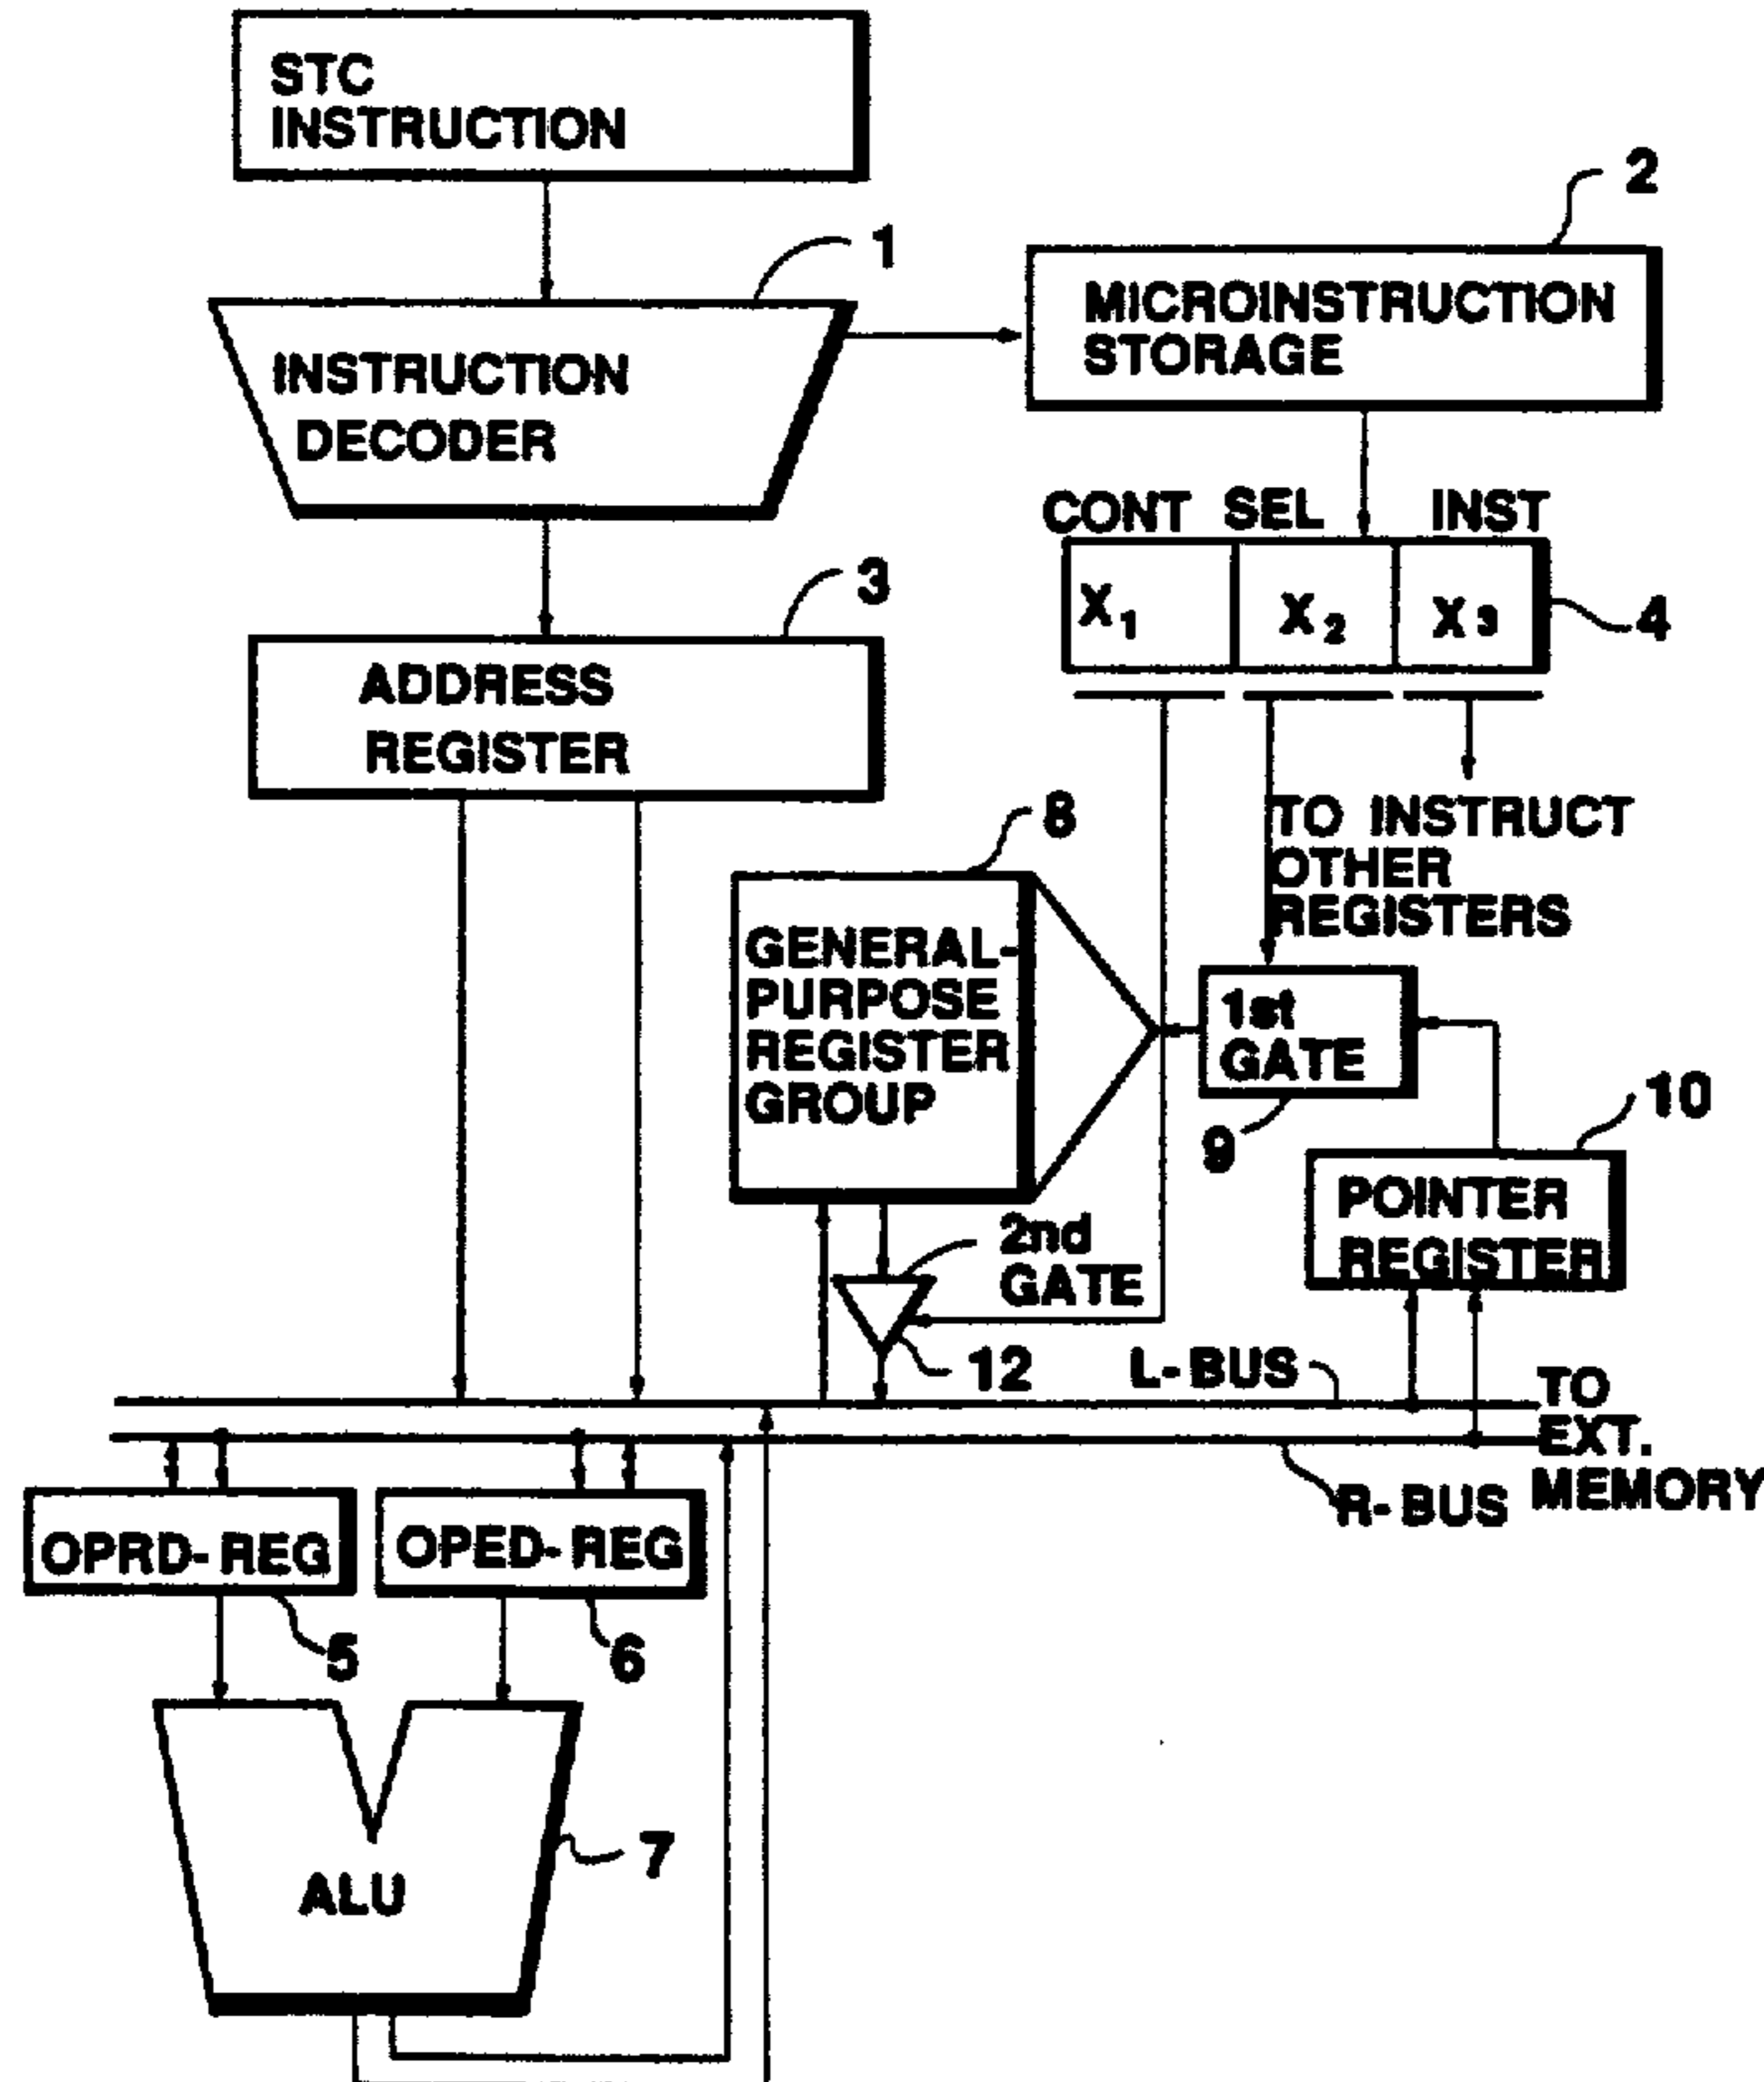 STC
INSTRUCTION
2
1
MICROINSTRUCTION
STORAGE
INSTRUCTION
DECODER
CONT SEL INST
3
X1 X2 X3
4
ADDRESS
REGISTER
8
TO INSTRUCT
OTHER
REGISTERS
GENERAL-
PURPOSE
REGISTER
GROUP
1st
GATE
10
9
POINTER
REGISTER
2nd
GATE
12
L-BUS
TO
EXT.
MEMORY
R-BUS
OPRD-REG
OPED-REG
5
6
7
ALU